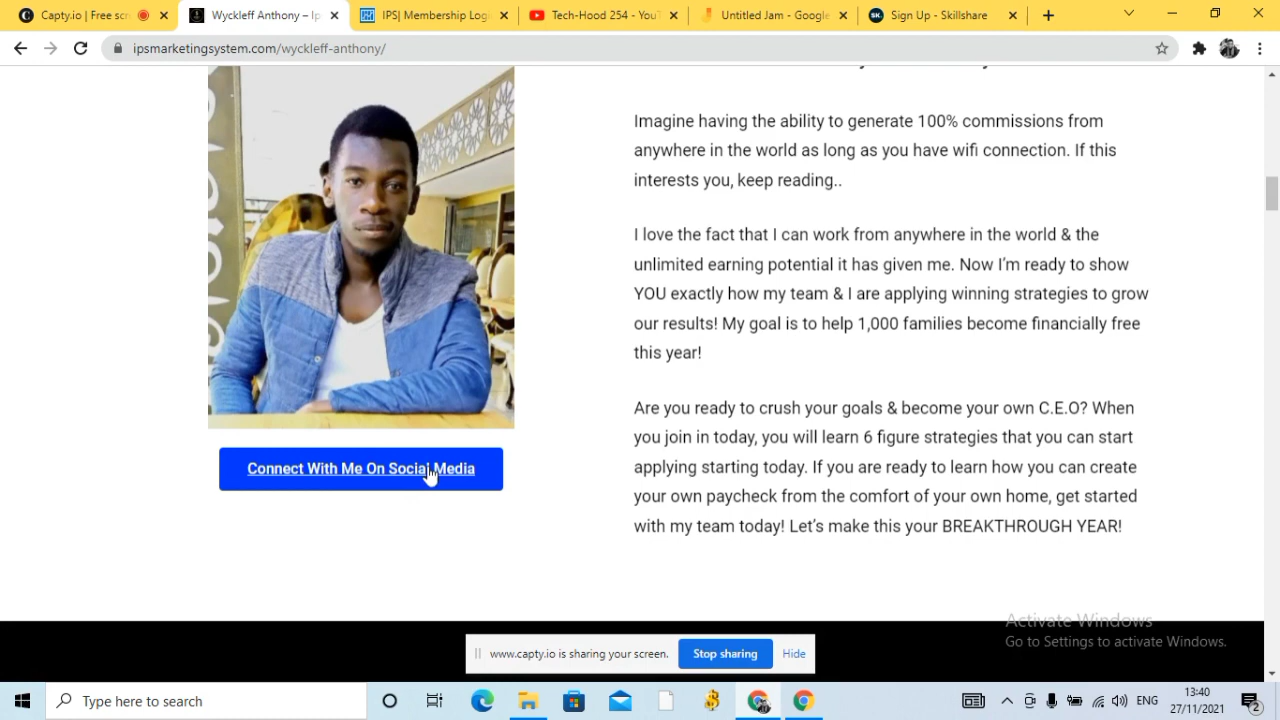 Capty.io | Free scr
Wyckleff Anthony – Ip
IPS| Membership Logi
Tech-Hood 254 - YouT
Untitled Jam - Google
SK.
Sign Up - Skillshare
ipsmarketingsystem.com/wyckleff-anthony/
Imagine having the ability to generate 100% commissions from
anywhere in the world as long as you have wifi connection. If this
interests you, keep reading..
I love the fact that I can work from anywhere in the world & the
unlimited earning potential it has given me. Now I'm ready to show
YOU exactly how my team & I are applying winning strategies to grow
our results! My goal is to help 1,000 families become financially free
this year!
Are you ready to crush your goals & become your own C.E.O? When
you join in today, you will learn 6 figure strategies that you can start
applying starting today. If you are ready to learn how you can create
your own paycheck from the comfort of your own home, get started
with my team today! Let's make this your BREAKTHROUGH YEAR!
Connect With Me On Social Media
Activate Windows
Go to Settings to activate Windows.
www.capty.io is sharing your screen.
Stop sharing
Hide
Type here to search
ENG
13:40
27/11/2021
2